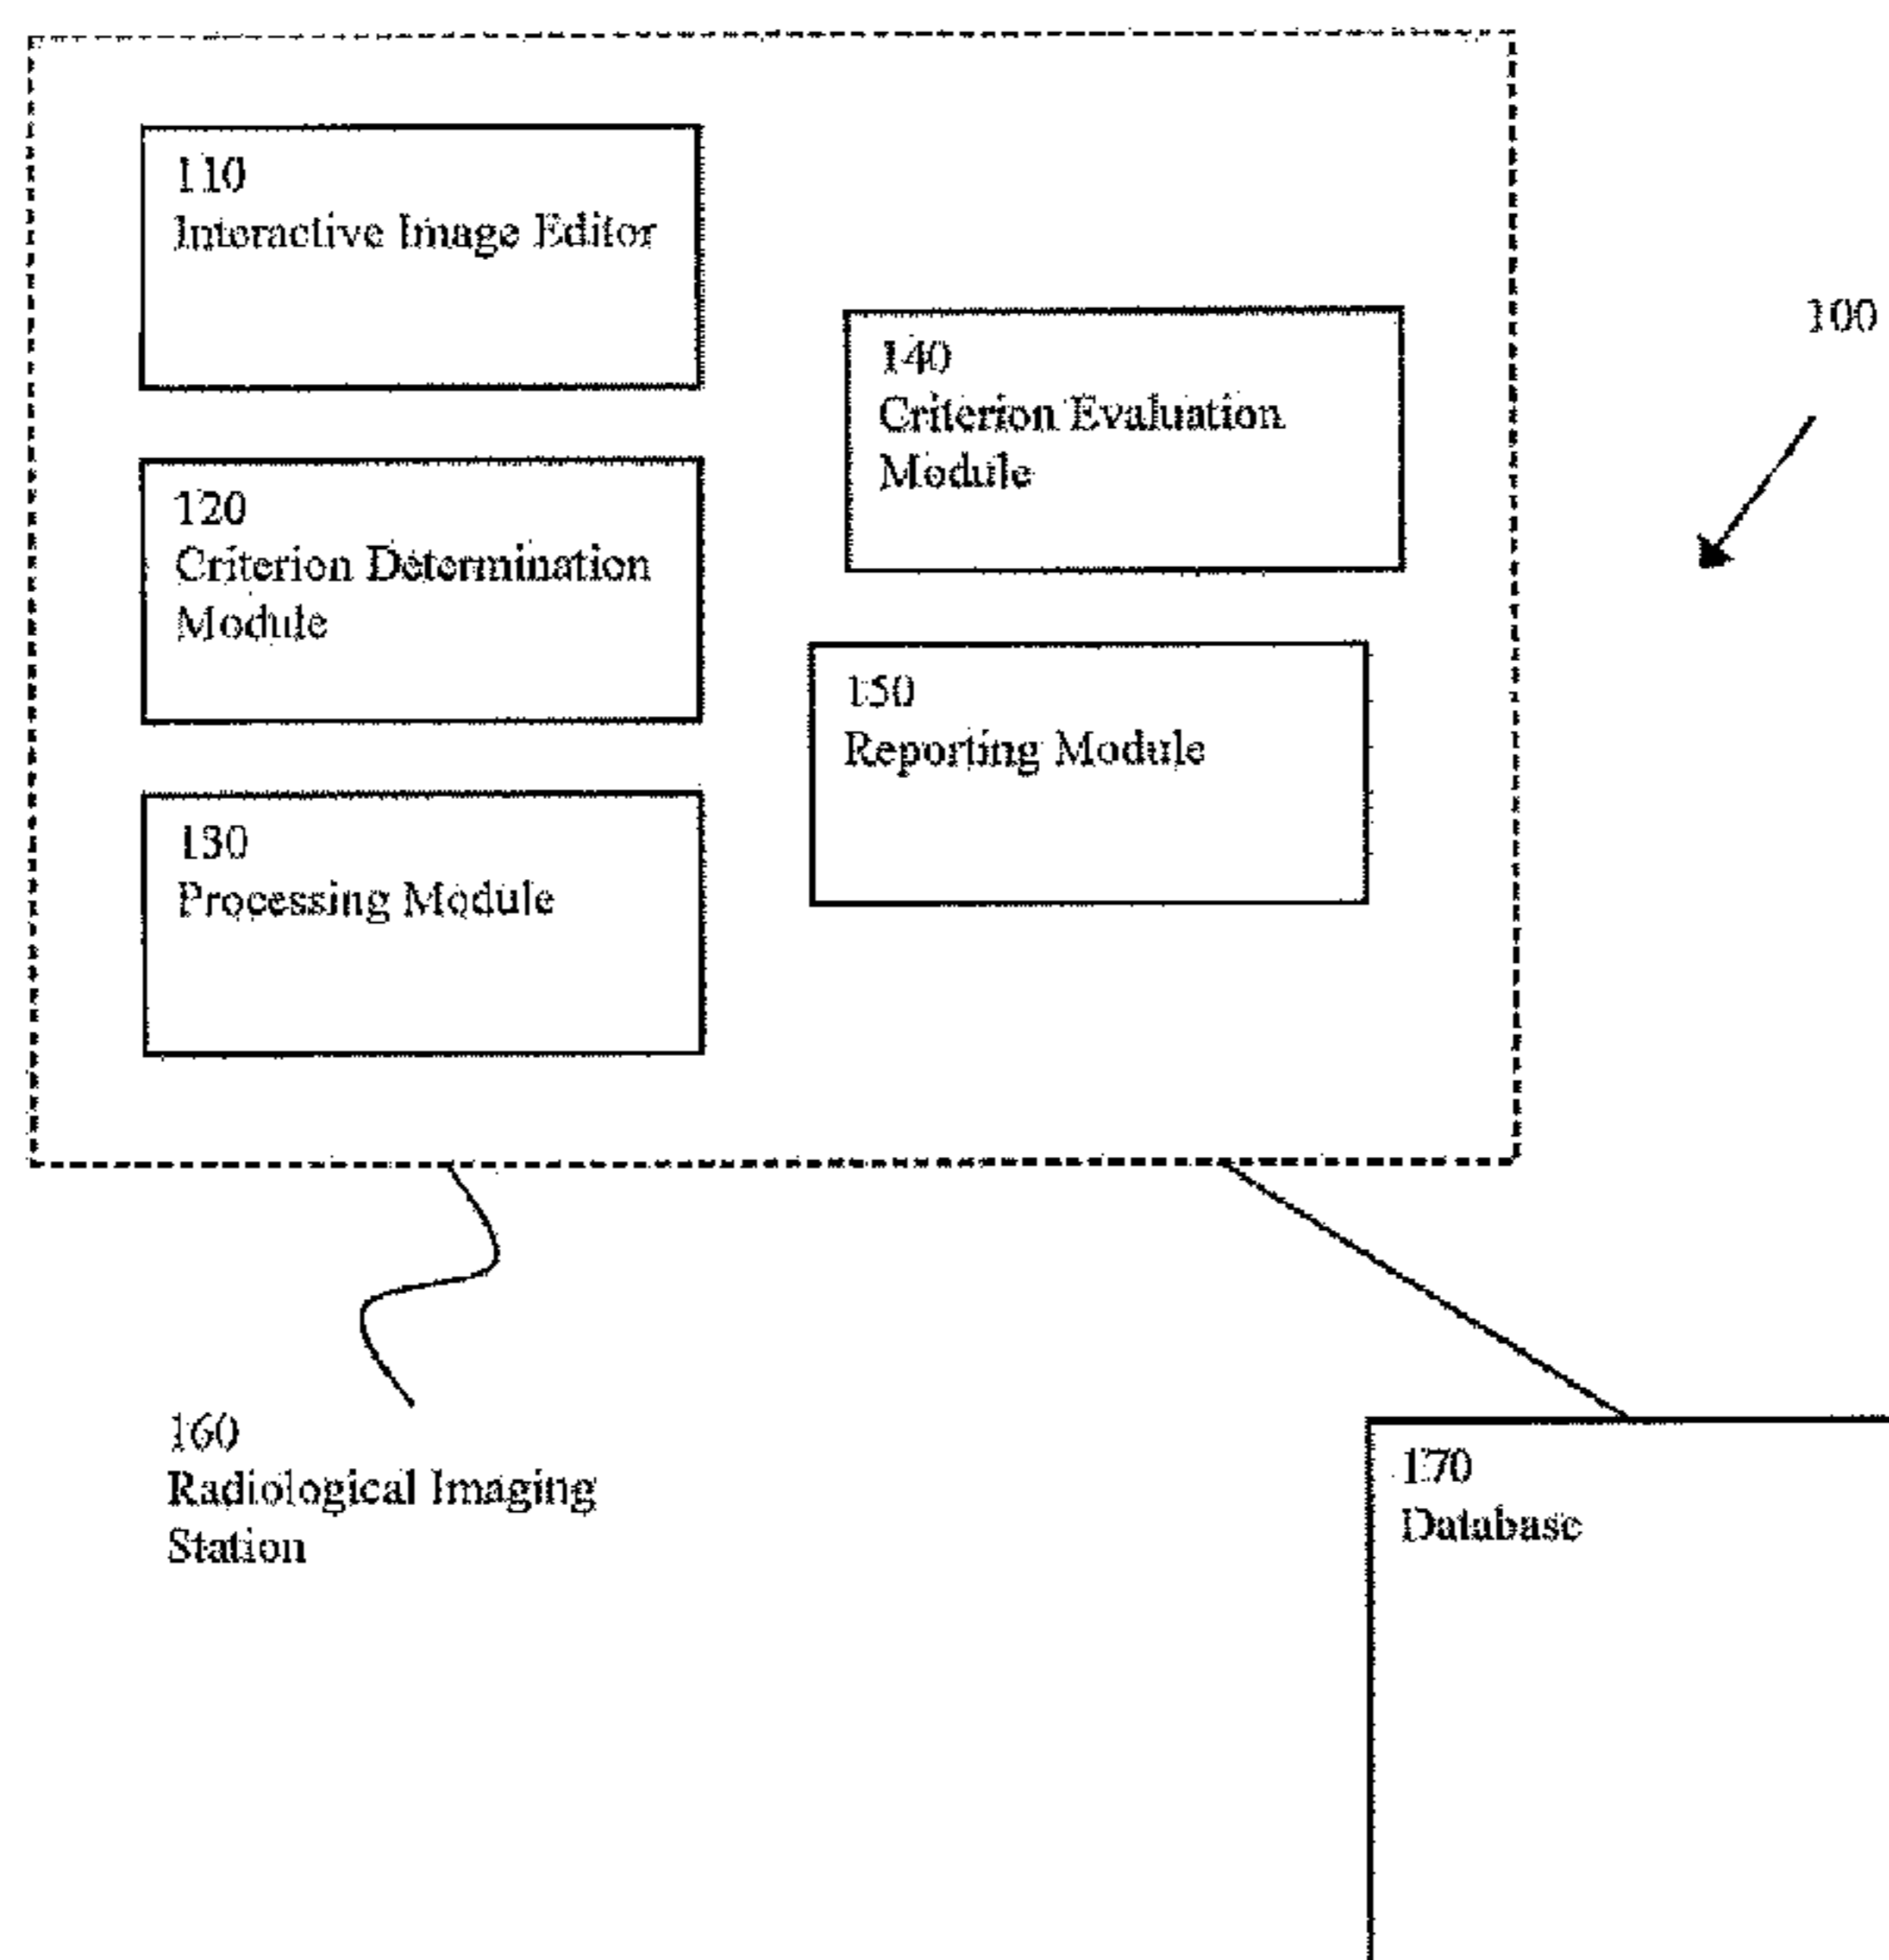 110
Interactive Image Editor
120
Criterion Determination
Module
130
Processing Module
140
Criterion Evaluation
Module
150
Reporting Module
100
160
Radiological Imaging
Station
170
Database